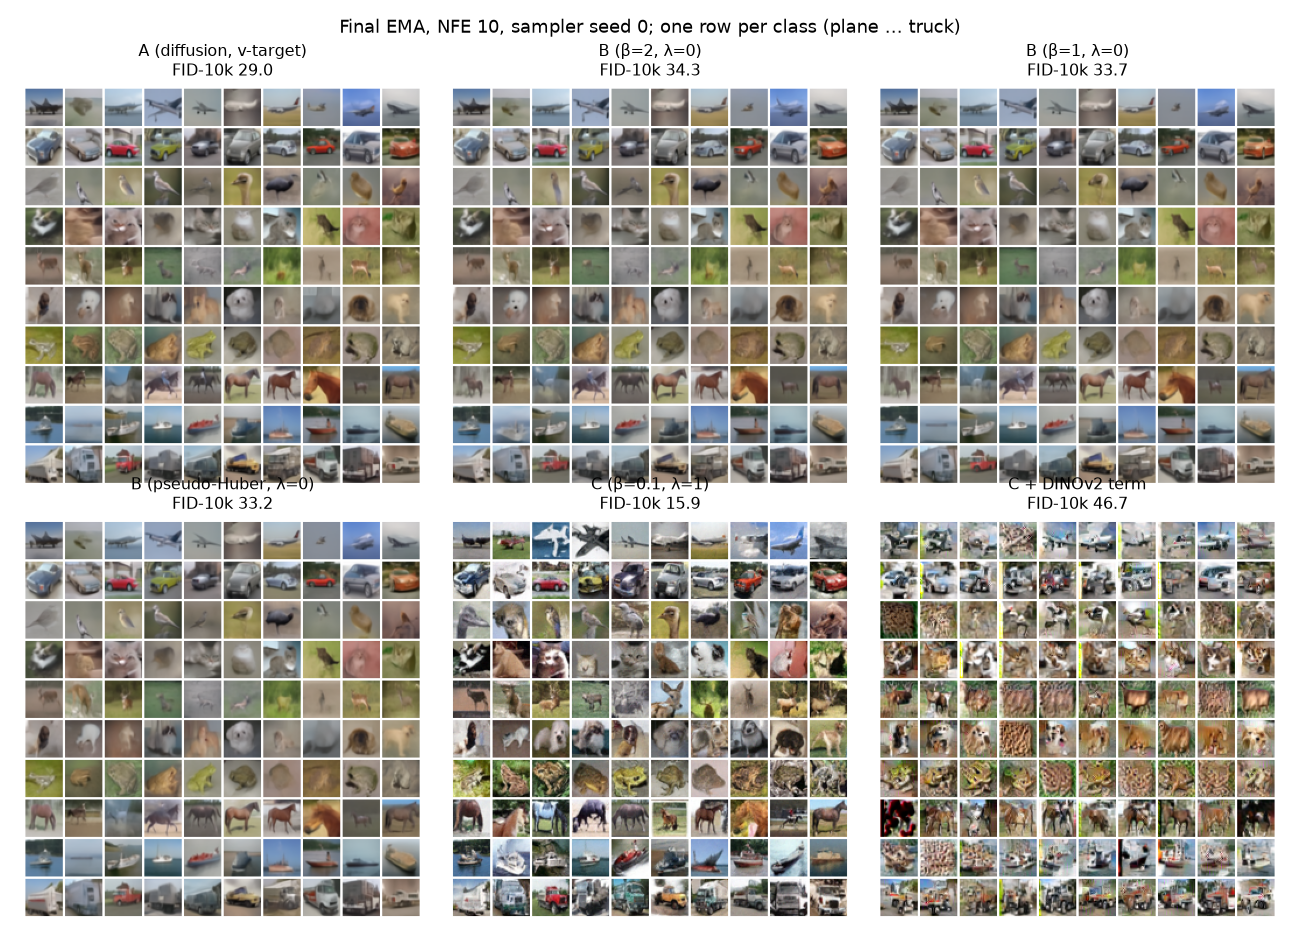 Final EMA, NFE 10, sampler seed 0; one row per class (plane … truck)
A (diffusion, v-target)
FID-10k 29.0
B (β=2, λ=0)
FID-10k 34.3
B (β=1, λ=0)
FID-10k 33.7
B (pseudo-Huber, λ=0)
FID-10k 33.2
C (β=0.1, λ=1)
FID-10k 15.9
C + DINOv2 term
FID-10k 46.7